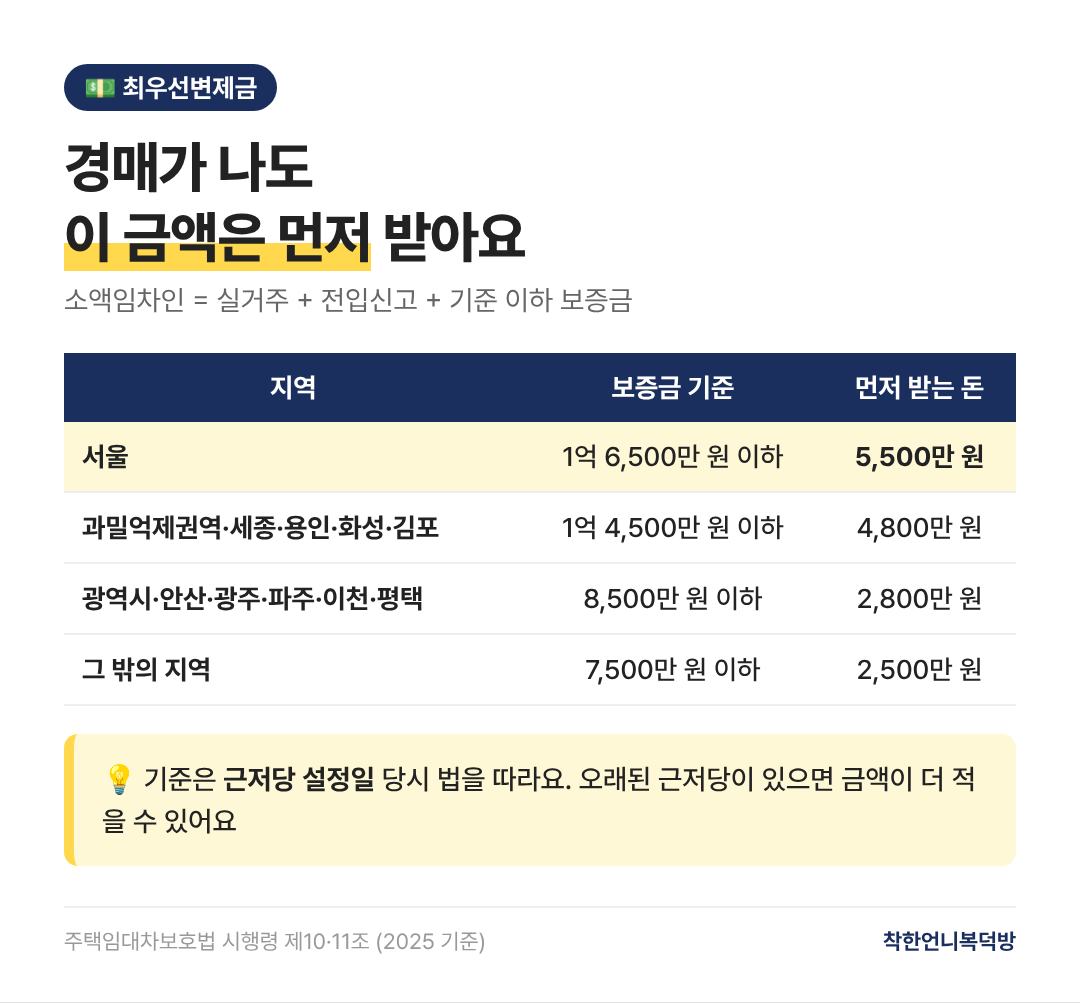 💵 최우선변제금
경매가 나도
이 금액은 먼저 받아요
소액임차인 = 실거주 + 전입신고 + 기준 이하 보증금
지역 보증금 기준 먼저 받는 돈
서울 1억 6,500만 원 이하 5,500만 원
과밀억제권역·세종·용인·화성·김포 1억 4,500만 원 이하 4,800만 원
광역시·안산·광주·파주·이천·평택 8,500만 원 이하 2,800만 원
그 밖의 지역 7,500만 원 이하 2,500만 원
💡 기준은 근저당 설정일 당시 법을 따라요. 오래된 근저당이 있으면 금액이 더 적
을 수 있어요
주택임대차보호법 시행령 제10·11조 (2025 기준) 착한언니복덕방